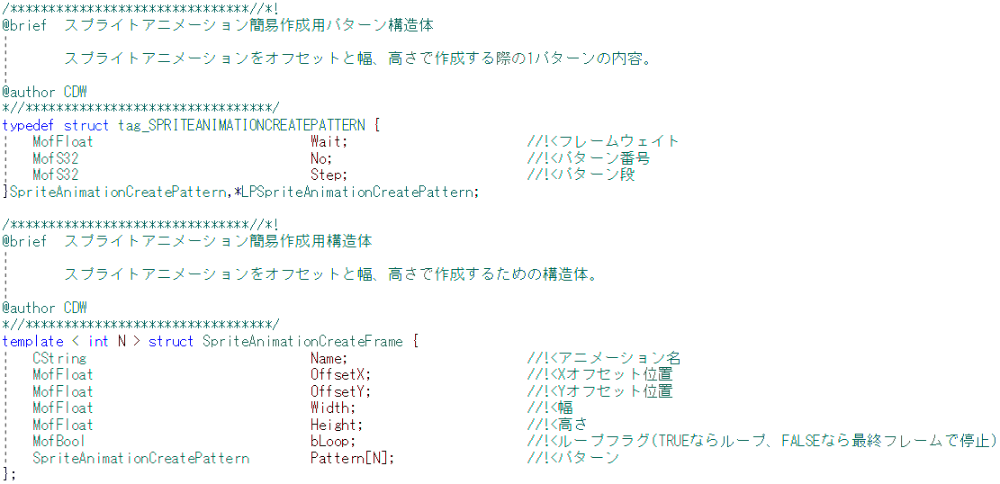 /*******************************//*!
@brief スプライトアニメーション簡易作成用パターン構造体
スプライトアニメーションをオフセットと幅、高さで作成する際の1パターンの内容。
@author CDW
*//********************************/
typedef struct tag_SPRITEANIMATIONCREATEPATTERN {
MofFloat Wait; //!<フレームウェイト
MofS32 No; //!<パターン番号
MofS32 Step; //!<パターン段
}SpriteAnimationCreatePattern,*LPSpriteAnimationCreatePattern;
/*******************************//*!
@brief スプライトアニメーション簡易作成用構造体
スプライトアニメーションをオフセットと幅、高さで作成するための構造体。
@author CDW
*//********************************/
template < int N > struct SpriteAnimationCreateFrame {
CString Name; //!<アニメーション名
MofFloat OffsetX; //!<Xオフセット位置
MofFloat OffsetY; //!<Yオフセット位置
MofFloat Width; //!<幅
MofFloat Height; //!<高さ
MofBool bLoop; //!<ループフラグ(TRUEならループ、FALSEなら最終フレームで停止)
SpriteAnimationCreatePattern Pattern[N]; //!<パターン
};